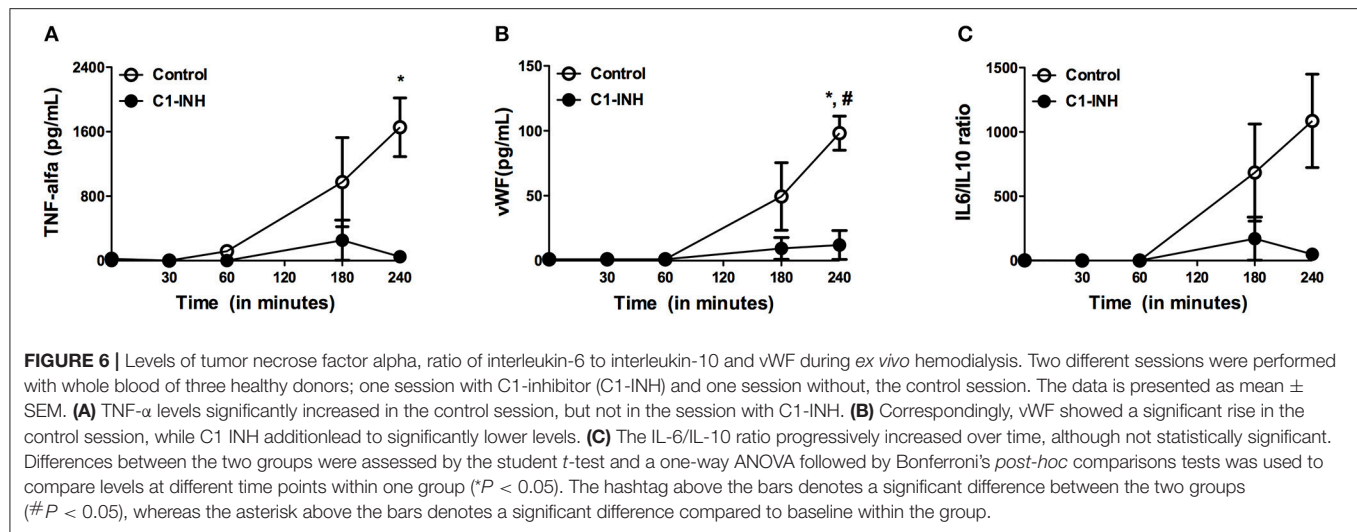 A
TNF-alfa (pg/mL)
2400
1600
800
0
Control
C1-INH
*
30
60
120
180
240
Time (in minutes)
B
vWF(pg/mL)
150
100
50
0
Control
C1-INH
*, #
30
60
120
180
240
Time (in minutes)
C
IL6/IL10 ratio
1500
1000
500
0
Control
C1-INH
30
60
120
180
240
Time (in minutes)
FIGURE 6 | Levels of tumor necrose factor alpha, ratio of interleukin-6 to interleukin-10 and vWF during ex vivo hemodialysis. Two different sessions were performed
with whole blood of three healthy donors; one session with C1-inhibitor (C1-INH) and one session without, the control session. The data is presented as mean ±
SEM. (A) TNF-α levels significantly increased in the control session, but not in the session with C1-INH. (B) Correspondingly, vWF showed a significant rise in the
control session, while C1 INH additionlead to significantly lower levels. (C) The IL-6/IL-10 ratio progressively increased over time, although not statistically significant.
Differences between the two groups were assessed by the student t-test and a one-way ANOVA followed by Bonferroni's post-hoc comparisons tests was used to
compare levels at different time points within one group (*P < 0.05). The hashtag above the bars denotes a significant difference between the two groups
(#P < 0.05), whereas the asterisk above the bars denotes a significant difference compared to baseline within the group.